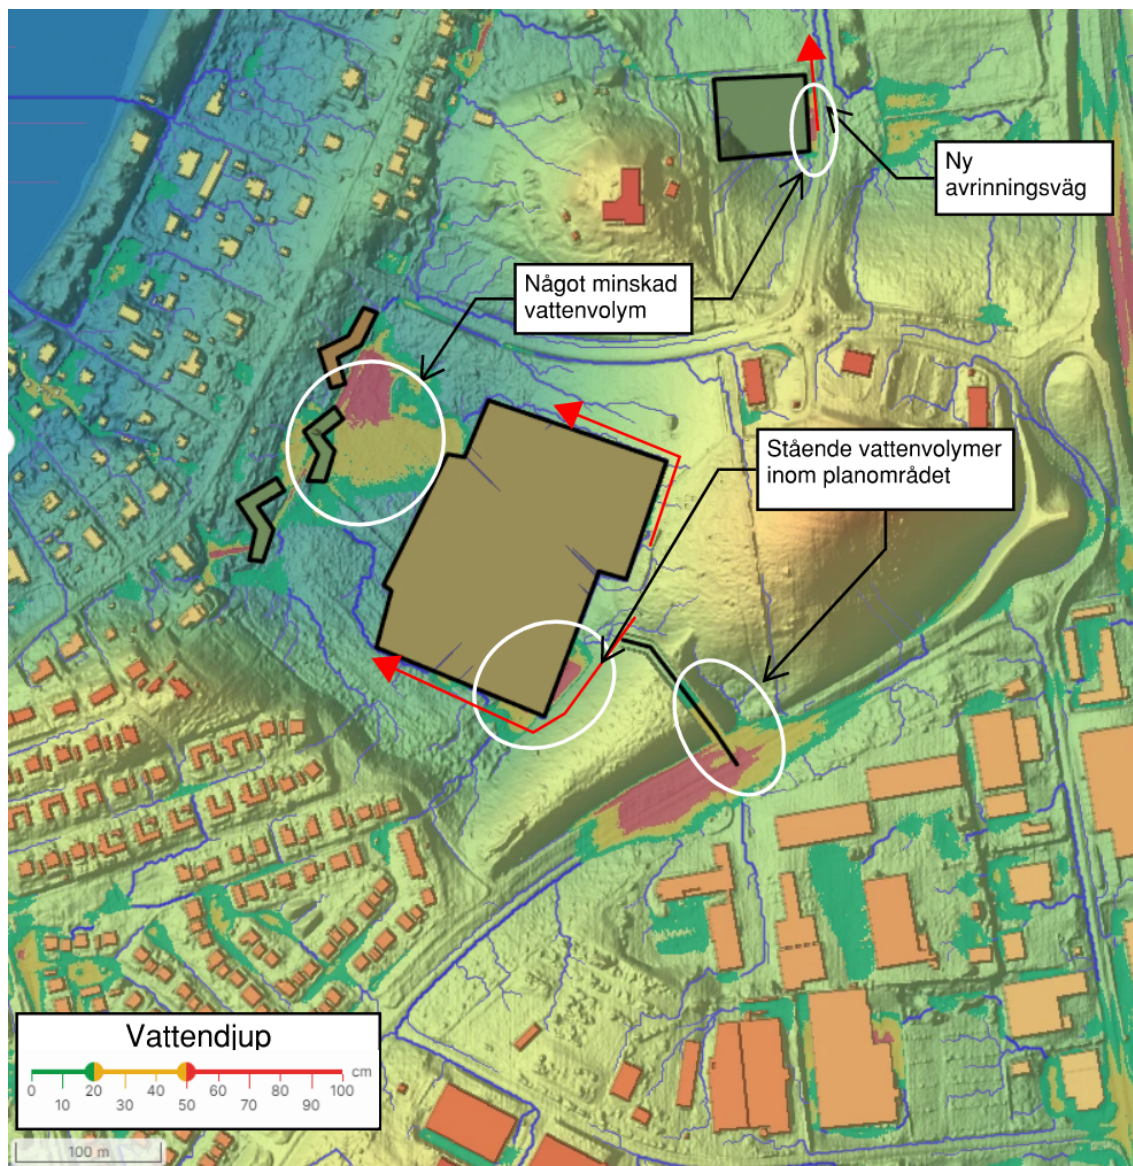 Ny
avrinningsväg
Något minskad
vattenvolym
Stående vattenvolymer
inom planområdet
Vattendjup
cm
0 20 40 50 60 80 100
10 30 70 90
100 m